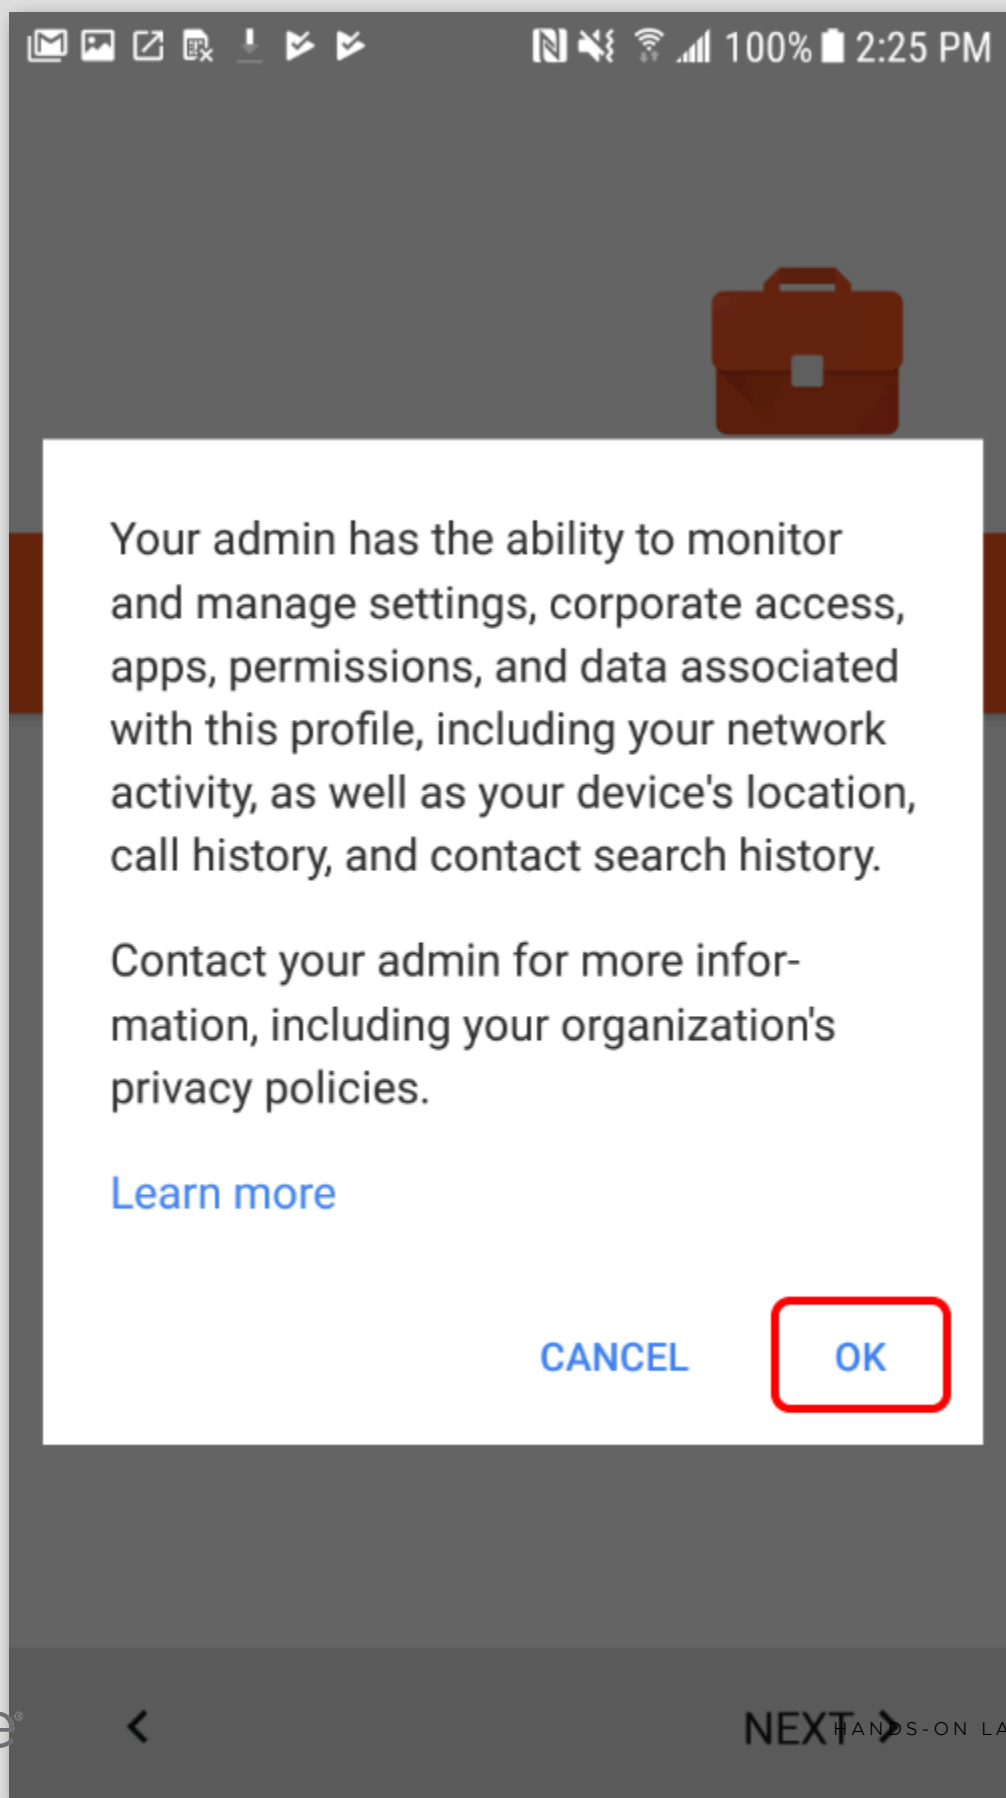 100% 2:25 PM
Your admin has the ability to monitor
and manage settings, corporate access,
apps, permissions, and data associated
with this profile, including your network
activity, as well as your device's location,
call history, and contact search history.
Contact your admin for more infor-
mation, including your organization's
privacy policies.
Learn more
CANCEL OK
e®
NEXT
HANDS-ON LA